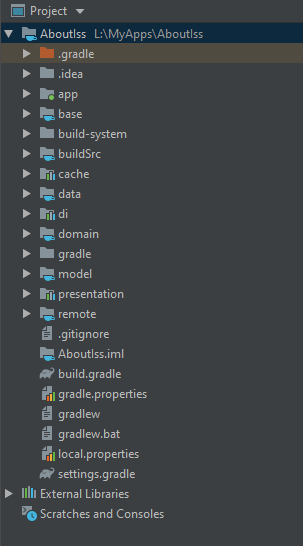 Project
AboutIss L:\MyApps\AboutIss
.gradle
.idea
app
base
build-system
buildSrc
cache
data
di
domain
gradle
model
presentation
remote
.gitignore
AboutIss.iml
build.gradle
gradle.properties
gradlew
gradlew.bat
local.properties
settings.gradle
External Libraries
Scratches and Consoles